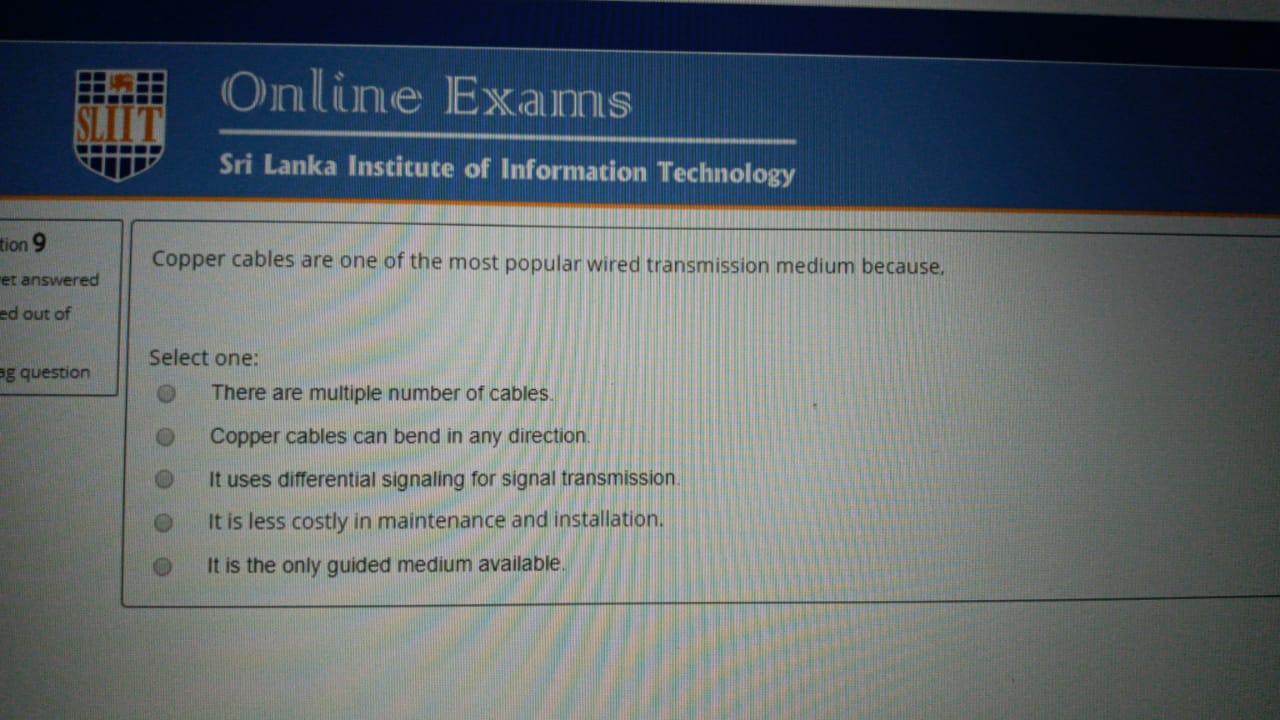 SLIIT
Online Exams
Sri Lanka Institute of Information Technology
tion 9
et answered
ed out of
ag question
Copper cables are one of the most popular wired transmission medium because,
Select one:
There are multiple number of cables.
Copper cables can bend in any direction.
It uses differential signaling for signal transmission.
It is less costly in maintenance and installation.
It is the only guided medium available.